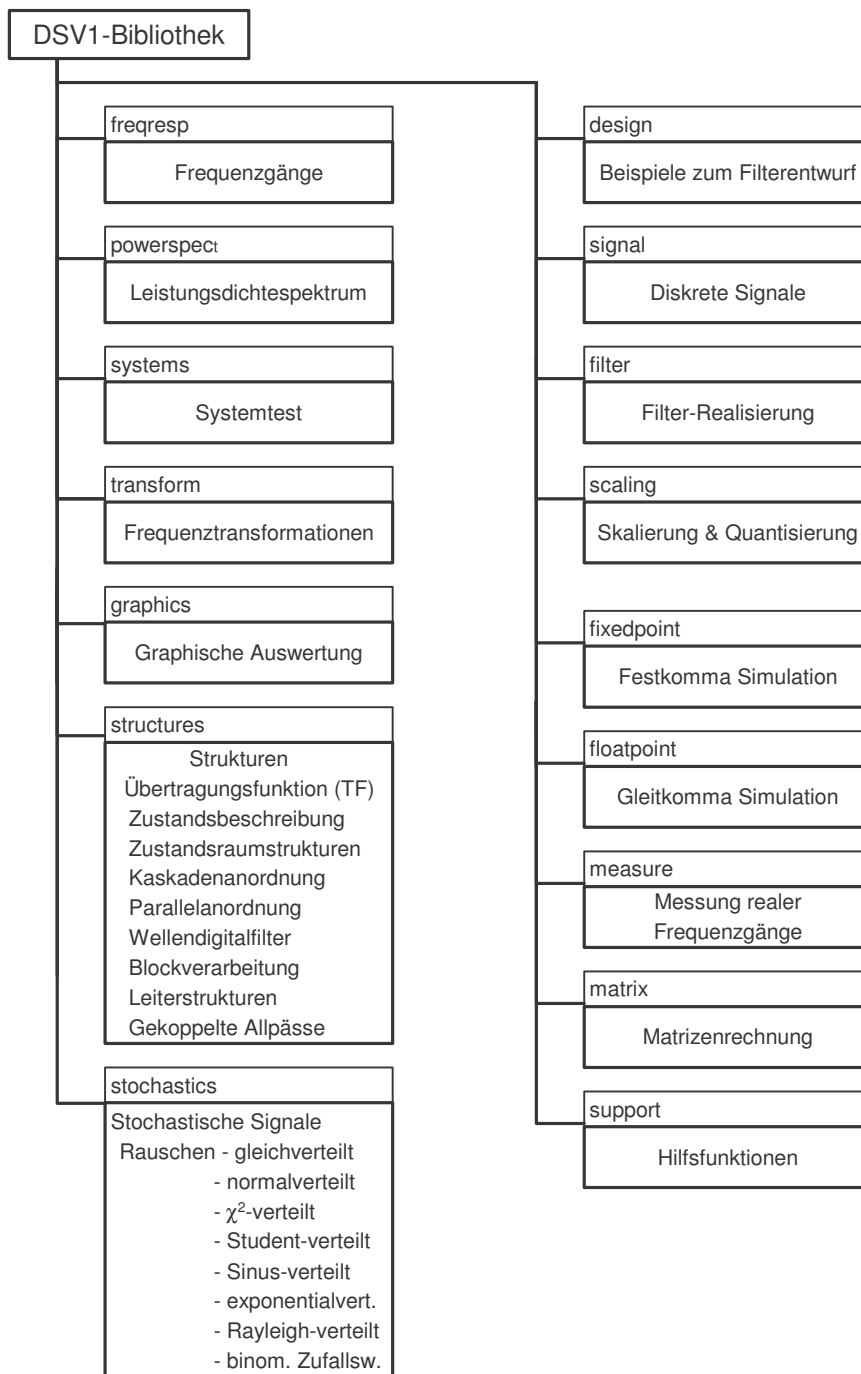 DSV1-Bibliothek
freqresp
Frequenzgänge
powerspect
Leistungsdichtespektrum
systems
Systemtest
transform
Frequenztransformationen
graphics
Graphische Auswertung
structures
Strukturen
Übertragungsfunktion (TF)
Zustandsbeschreibung
Zustandsraumstrukturen
Kaskadenanordnung
Parallelanordnung
Wellendigitalfilter
Blockverarbeitung
Leiterstrukturen
Gekoppelte Allpässe
stochastics
Stochastische Signale
Rauschen - gleichverteilt
- normalverteilt
- χ²-verteilt
- Student-verteilt
- Sinus-verteilt
- exponentialvert.
- Rayleigh-verteilt
- binom. Zufallsw.
design
Beispiele zum Filterentwurf
signal
Diskrete Signale
filter
Filter-Realisierung
scaling
Skalierung & Quantisierung
fixedpoint
Festkomma Simulation
floatpoint
Gleitkomma Simulation
measure
Messung realer
Frequenzgänge
matrix
Matrizenrechnung
support
Hilfsfunktionen